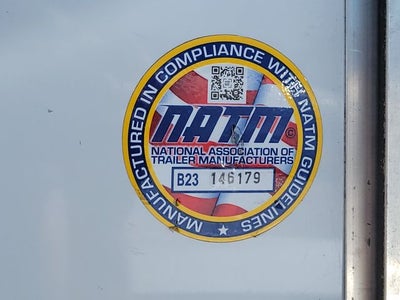 MANUFACTURED IN COMPLIANCE WITH NATM GUIDELINES
NATM©
NATIONAL ASSOCIATION OF
TRAILER MANUFACTURERS
B23 146179